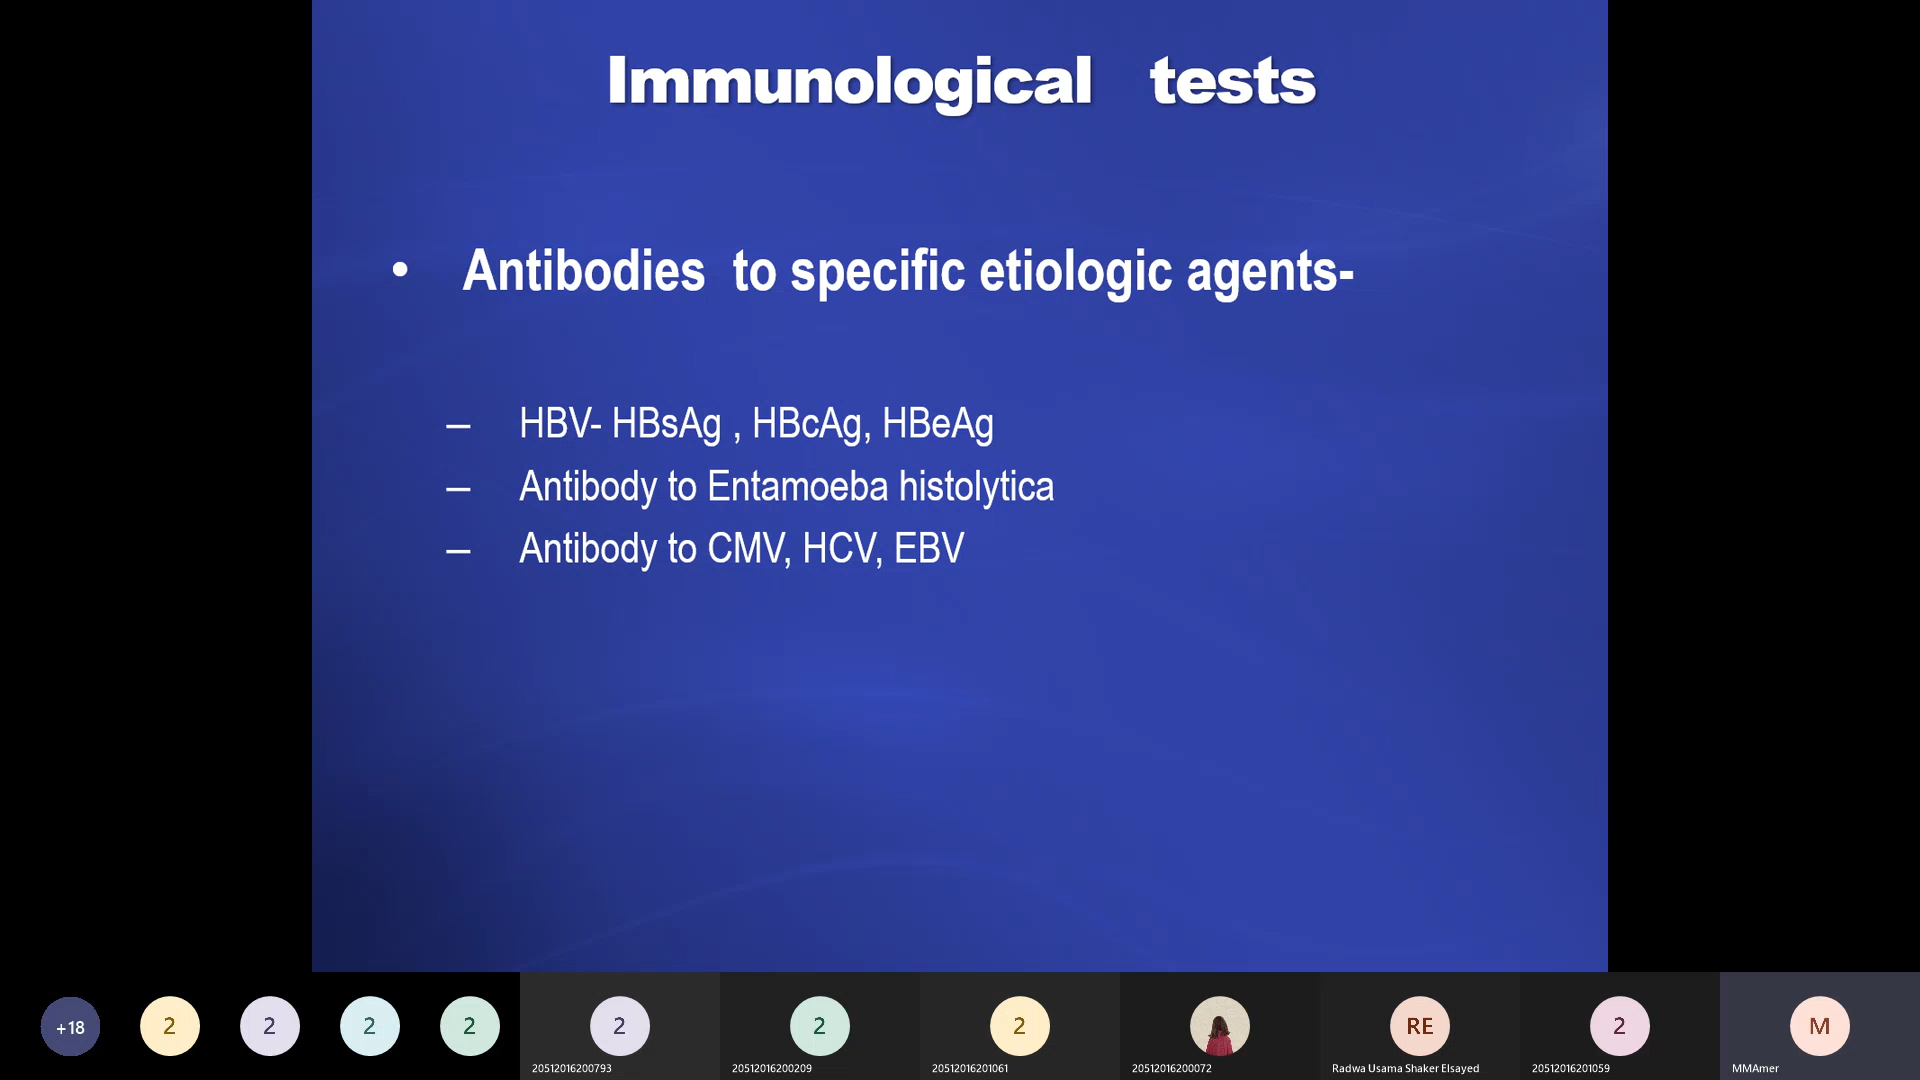 Immunological tests
• Antibodies to specific etiologic agents-
– HBV- HBsAg , HBcAg, HBeAg
– Antibody to Entamoeba histolytica
– Antibody to CMV, HCV, EBV
+18
2
2
2
2
2
2
2
RE
2
M
20512016200793
20512016200209
20512016201061
20512016200072
Radwa Usama Shaker Elsayed
20512016201059
MMAmer